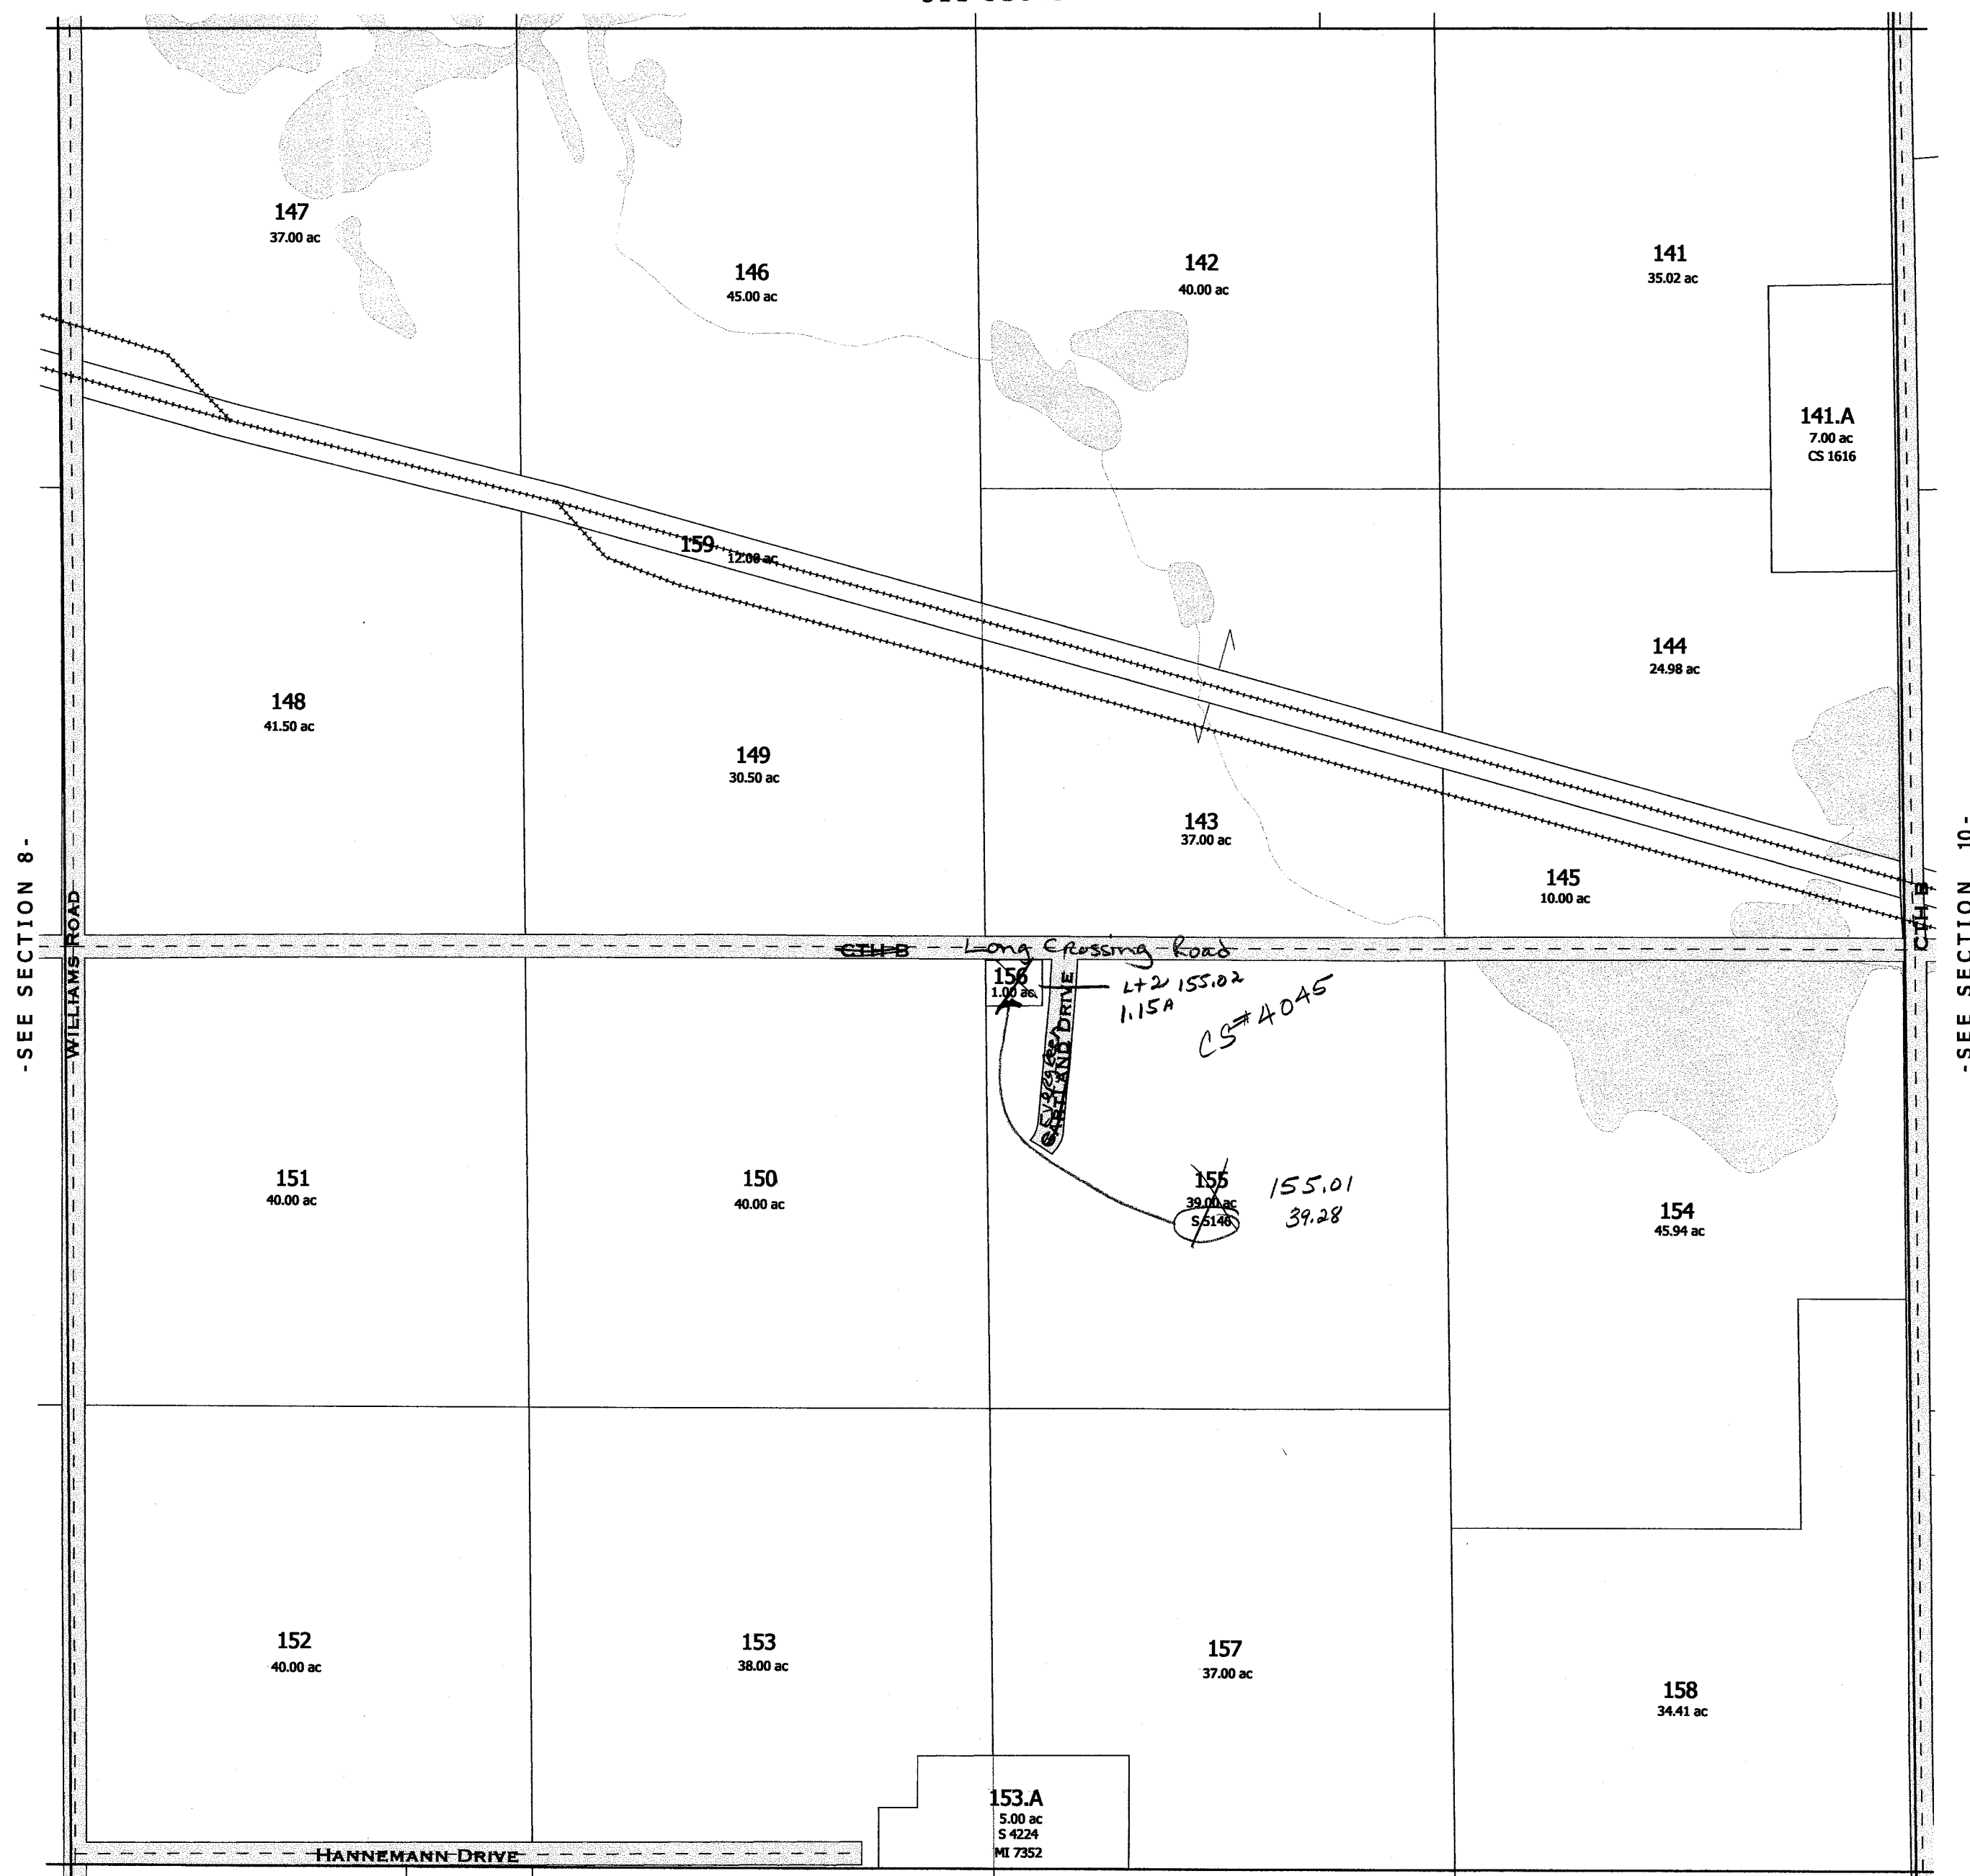 147
37.00 ac
146
45.00 ac
142
40.00 ac
141
35.02 ac
141.A
7.00 ac
CS 1616
159
12.00 ac
144
24.98 ac
148
41.50 ac
149
30.50 ac
143
37.00 ac
145
10.00 ac
- SEE SECTION 8 -
WILLIAMS ROAD
CTH B
Long Crossing Road
CTH B
- SEE SECTION 10 -
156
1.00 ac
Lt 2 155.02
1.15A
CS# 4045
Evergreen
GARTLAND DRIVE
151
40.00 ac
150
40.00 ac
155
39.00 ac
S 5146
155.01
39.28
154
45.94 ac
152
40.00 ac
153
38.00 ac
157
37.00 ac
158
34.41 ac
153.A
5.00 ac
S 4224
MI 7352
HANNEMANN DRIVE